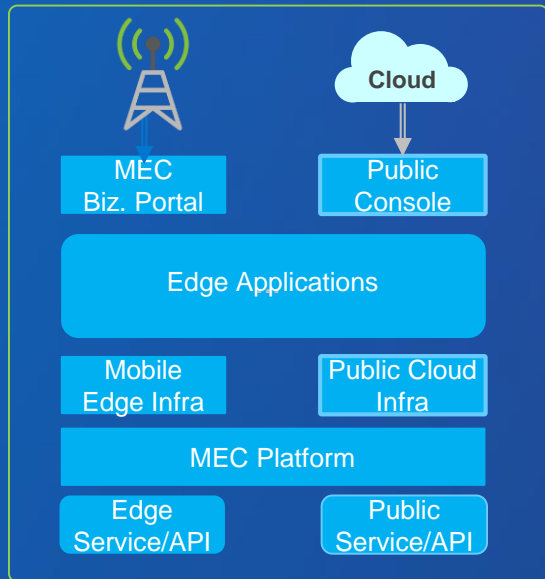 Cloud
MEC
Biz. Portal
Public
Console
Edge Applications
Mobile
Edge Infra
Public Cloud
Infra
MEC Platform
Edge
Service/API
Public
Service/API